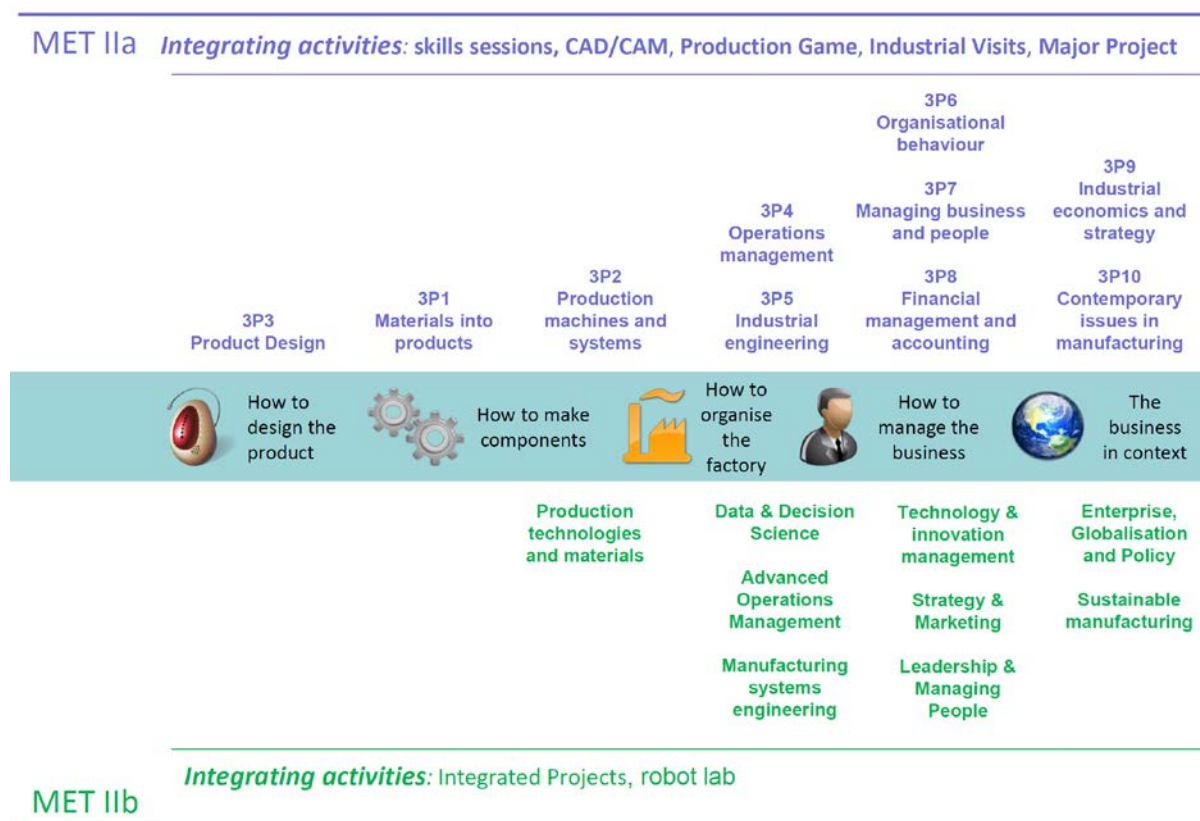 MET IIa Integrating activities: skills sessions, CAD/CAM, Production Game, Industrial Visits, Major Project
3P3
Product Design
3P1
Materials into
products
3P2
Production
machines and
systems
3P4
Operations
management
3P5
Industrial
engineering
3P6
Organisational
behaviour
3P7
Managing business
and people
3P8
Financial
management and
accounting
3P9
Industrial
economics and
strategy
3P10
Contemporary
issues in
manufacturing
How to
design the
product
How to make
components
How to
organise
the
factory
How to
manage the
business
The
business
in context
Production
technologies
and materials
Data & Decision
Science
Advanced
Operations
Management
Manufacturing
systems
engineering
Technology &
innovation
management
Strategy &
Marketing
Leadership &
Managing
People
Enterprise,
Globalisation
and Policy
Sustainable
manufacturing
Integrating activities: Integrated Projects, robot lab
MET IIb